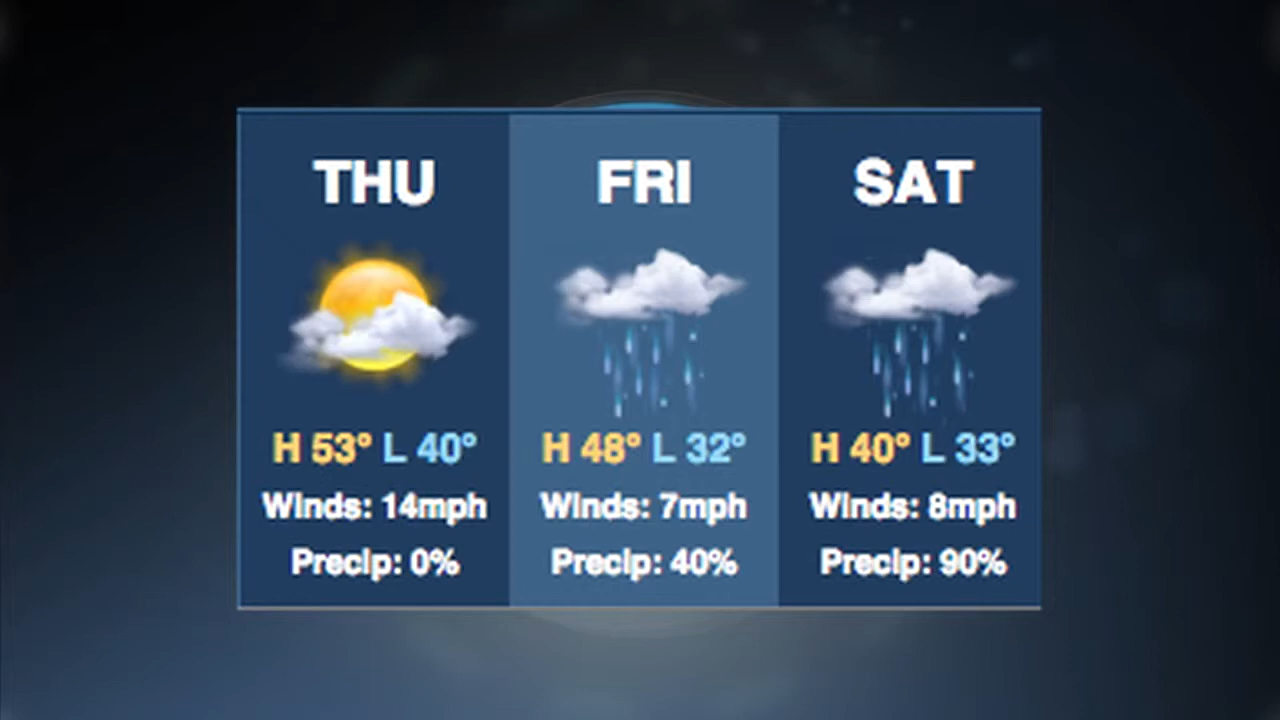 THU
H 53° L 40°
Winds: 14mph
Precip: 0%
FRI
H 48° L 32°
Winds: 7mph
Precip: 40%
SAT
H 40° L 33°
Winds: 8mph
Precip: 90%